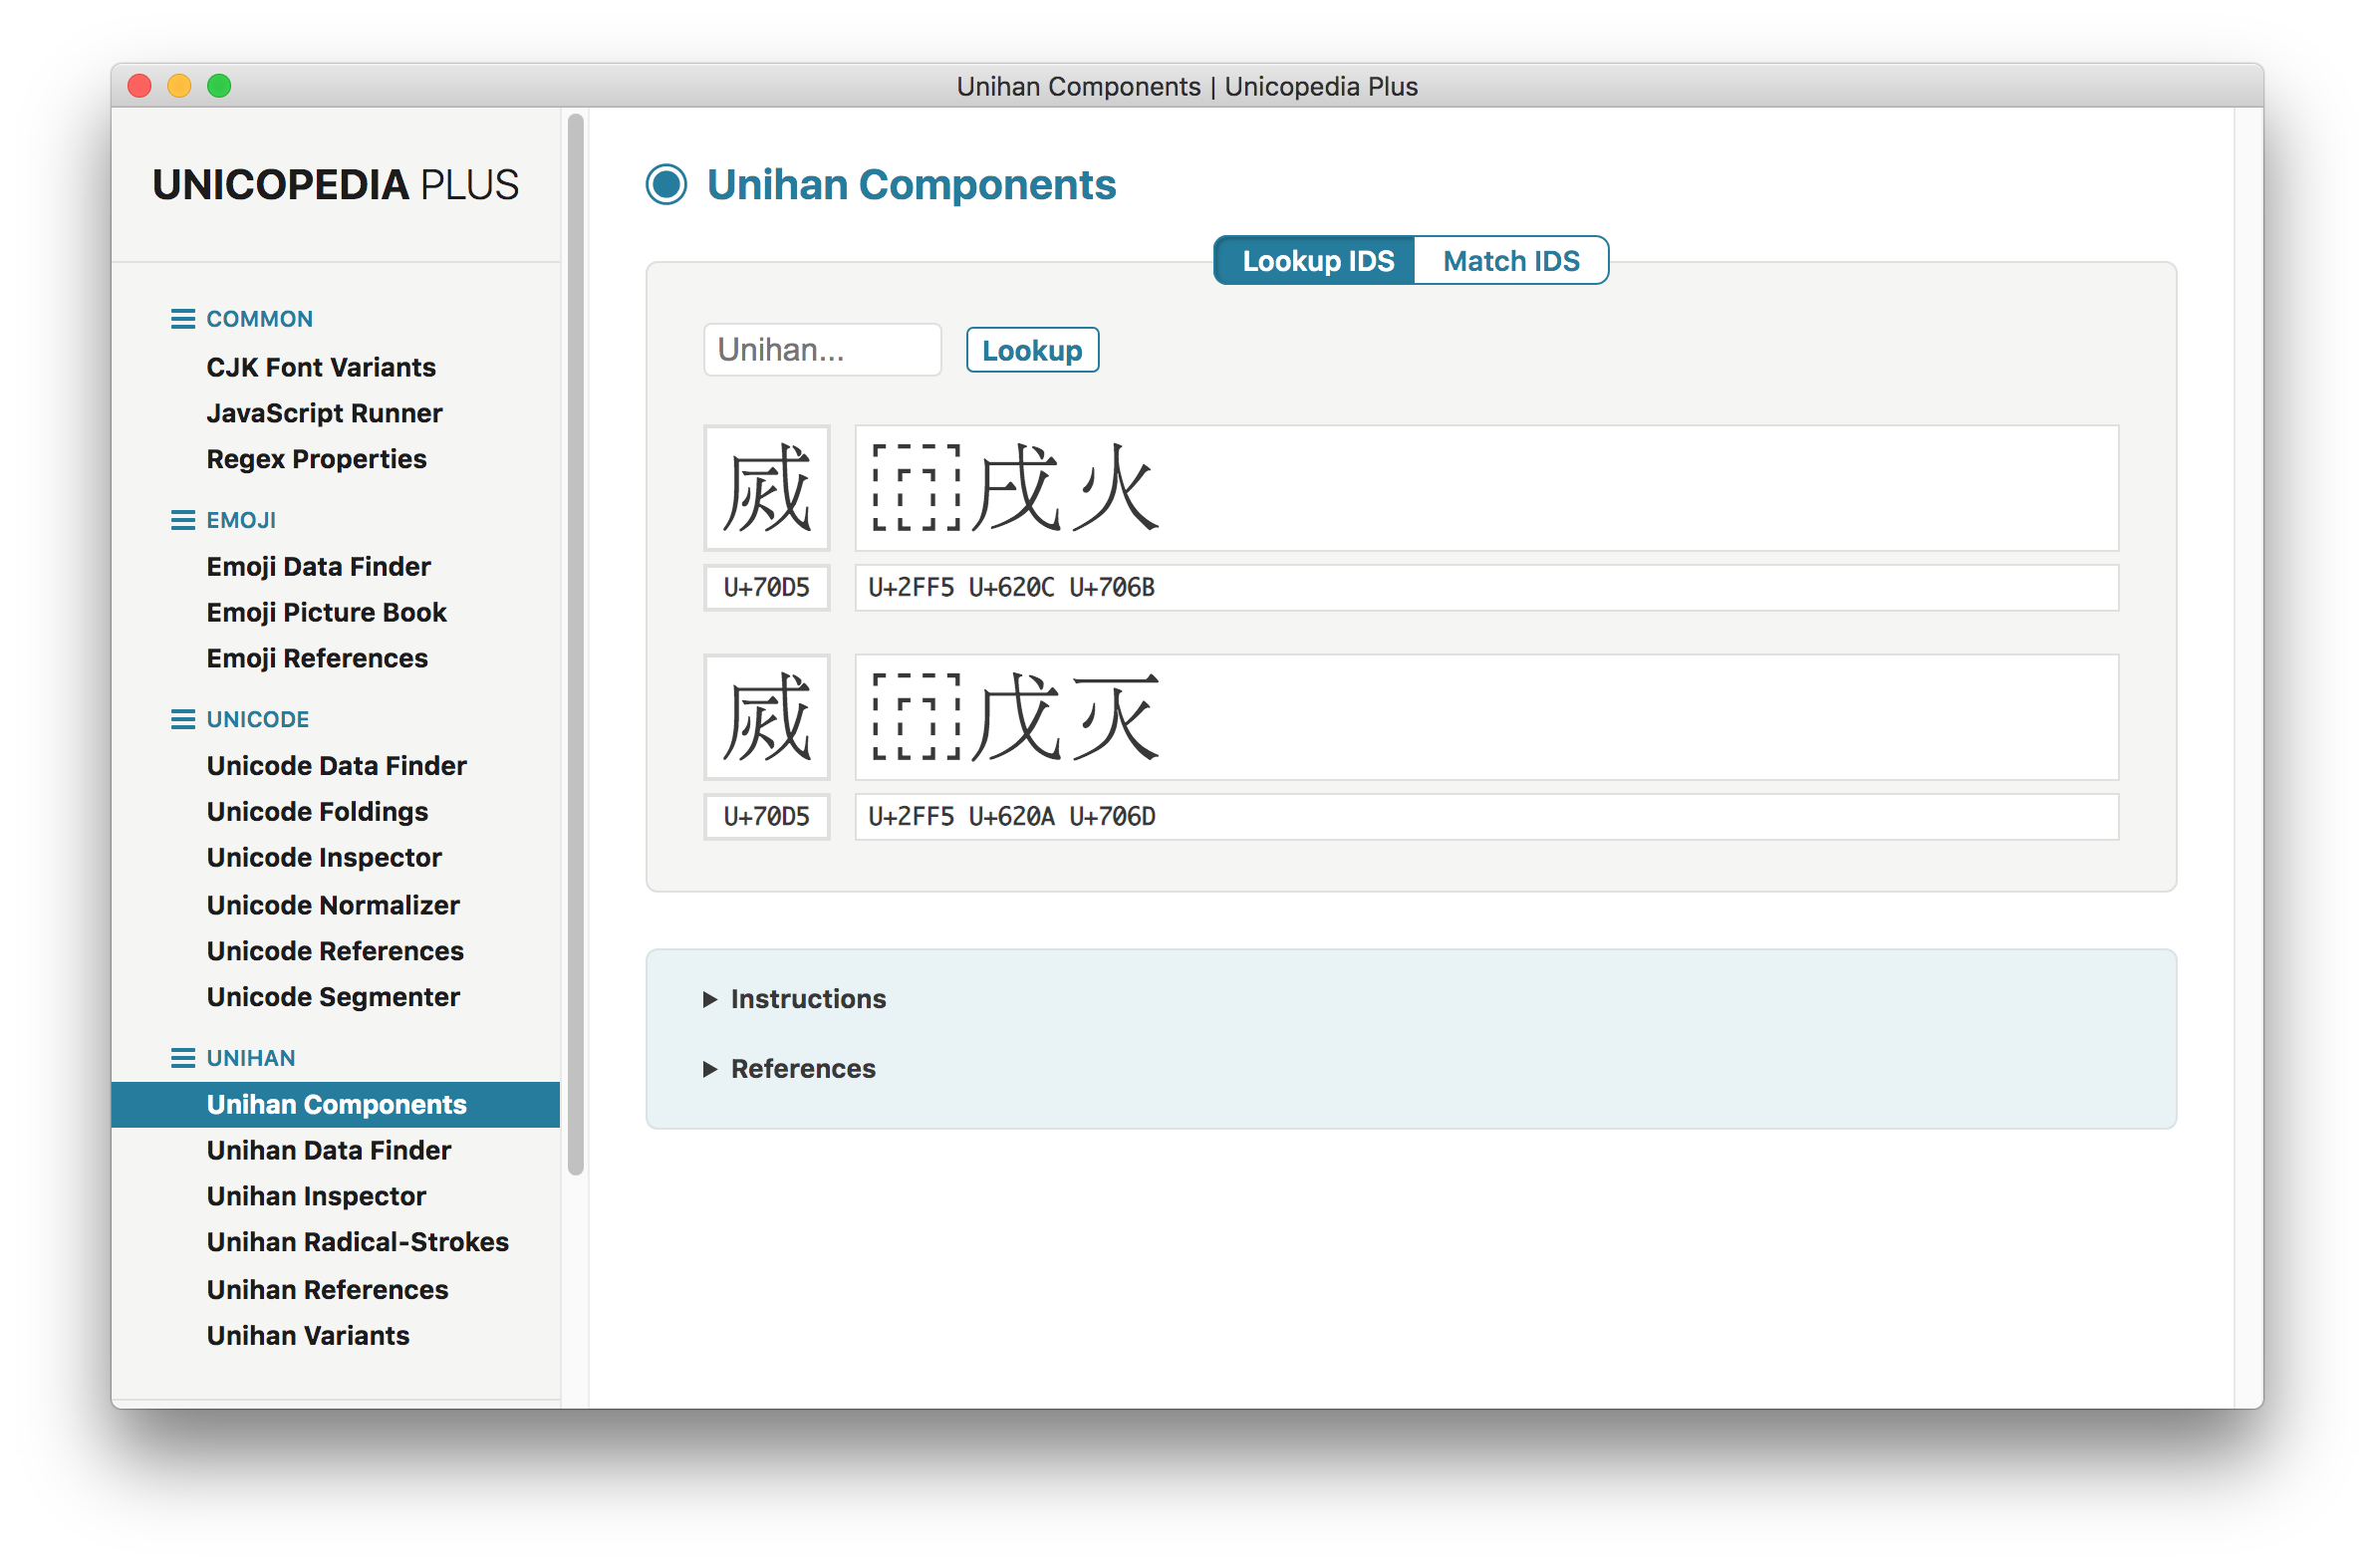 Unihan Components | Unicopedia Plus
UNICOPEDIA PLUS
COMMON
CJK Font Variants
JavaScript Runner
Regex Properties
EMOJI
Emoji Data Finder
Emoji Picture Book
Emoji References
UNICODE
Unicode Data Finder
Unicode Foldings
Unicode Inspector
Unicode Normalizer
Unicode References
Unicode Segmenter
UNIHAN
Unihan Components
Unihan Data Finder
Unihan Inspector
Unihan Radical-Strokes
Unihan References
Unihan Variants
Unihan Components
Lookup IDS Match IDS
Unihan... Lookup
烕 ⿵戌火
U+70D5 U+2FF5 U+620C U+706B
烕 ⿵戊灭
U+70D5 U+2FF5 U+620A U+706D
Instructions
References